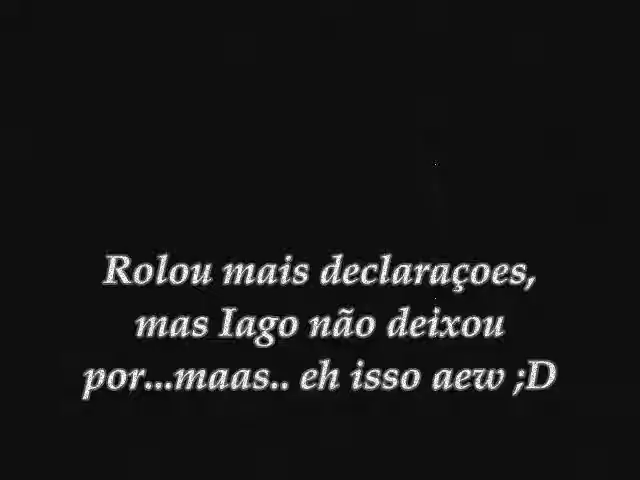 Rolou mais declaraçoes,
mas Iago não deixou
por...maas.. eh isso aew ;D